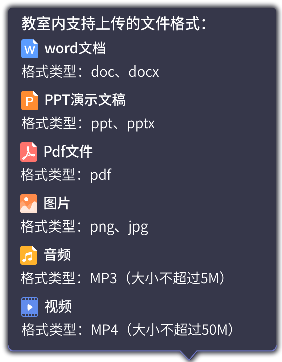 教室内支持上传的文件格式：
W word文档
格式类型：doc、docx
P PPT演示文稿
格式类型：ppt、pptx
Pdf文件
格式类型：pdf
图片
格式类型：png、jpg
音频
格式类型：MP3（大小不超过5M）
视频
格式类型：MP4（大小不超过50M）